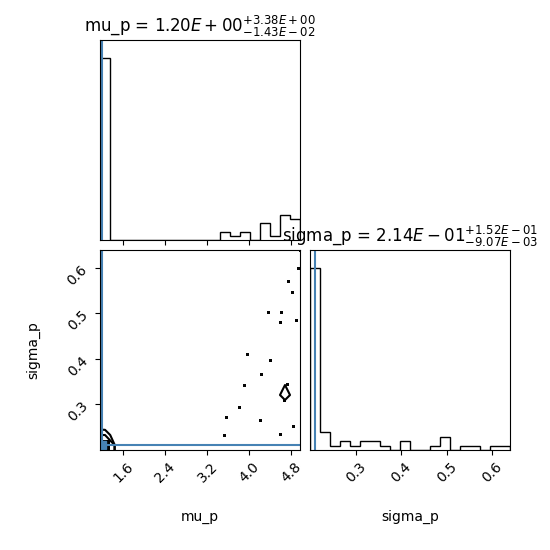 mu_p = 1.20E + 00+3.38E+00−1.43E−02
sigma_p = 2.14E − 01+1.52E−01−9.07E−03
0.6
0.5
0.4
0.3
sigma_p
1.6 2.4 3.2 4.0 4.8 0.3 0.4 0.5 0.6
mu_p sigma_p